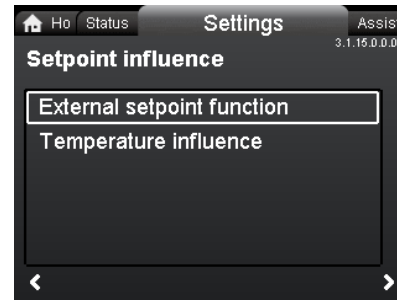 Ho Status Settings Assis
3.1.15.0.0.0
Setpoint influence
External setpoint function
Temperature influence